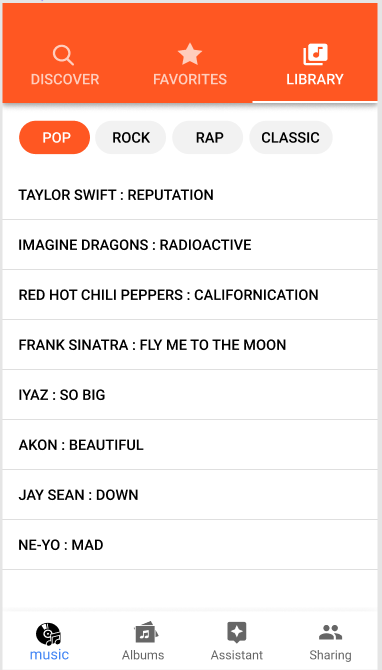 DISCOVER FAVORITES LIBRARY
POP ROCK RAP CLASSIC
TAYLOR SWIFT : REPUTATION
IMAGINE DRAGONS : RADIOACTIVE
RED HOT CHILI PEPPERS : CALIFORNICATION
FRANK SINATRA : FLY ME TO THE MOON
IYAZ : SO BIG
AKON : BEAUTIFUL
JAY SEAN : DOWN
NE-YO : MAD
music Albums Assistant Sharing